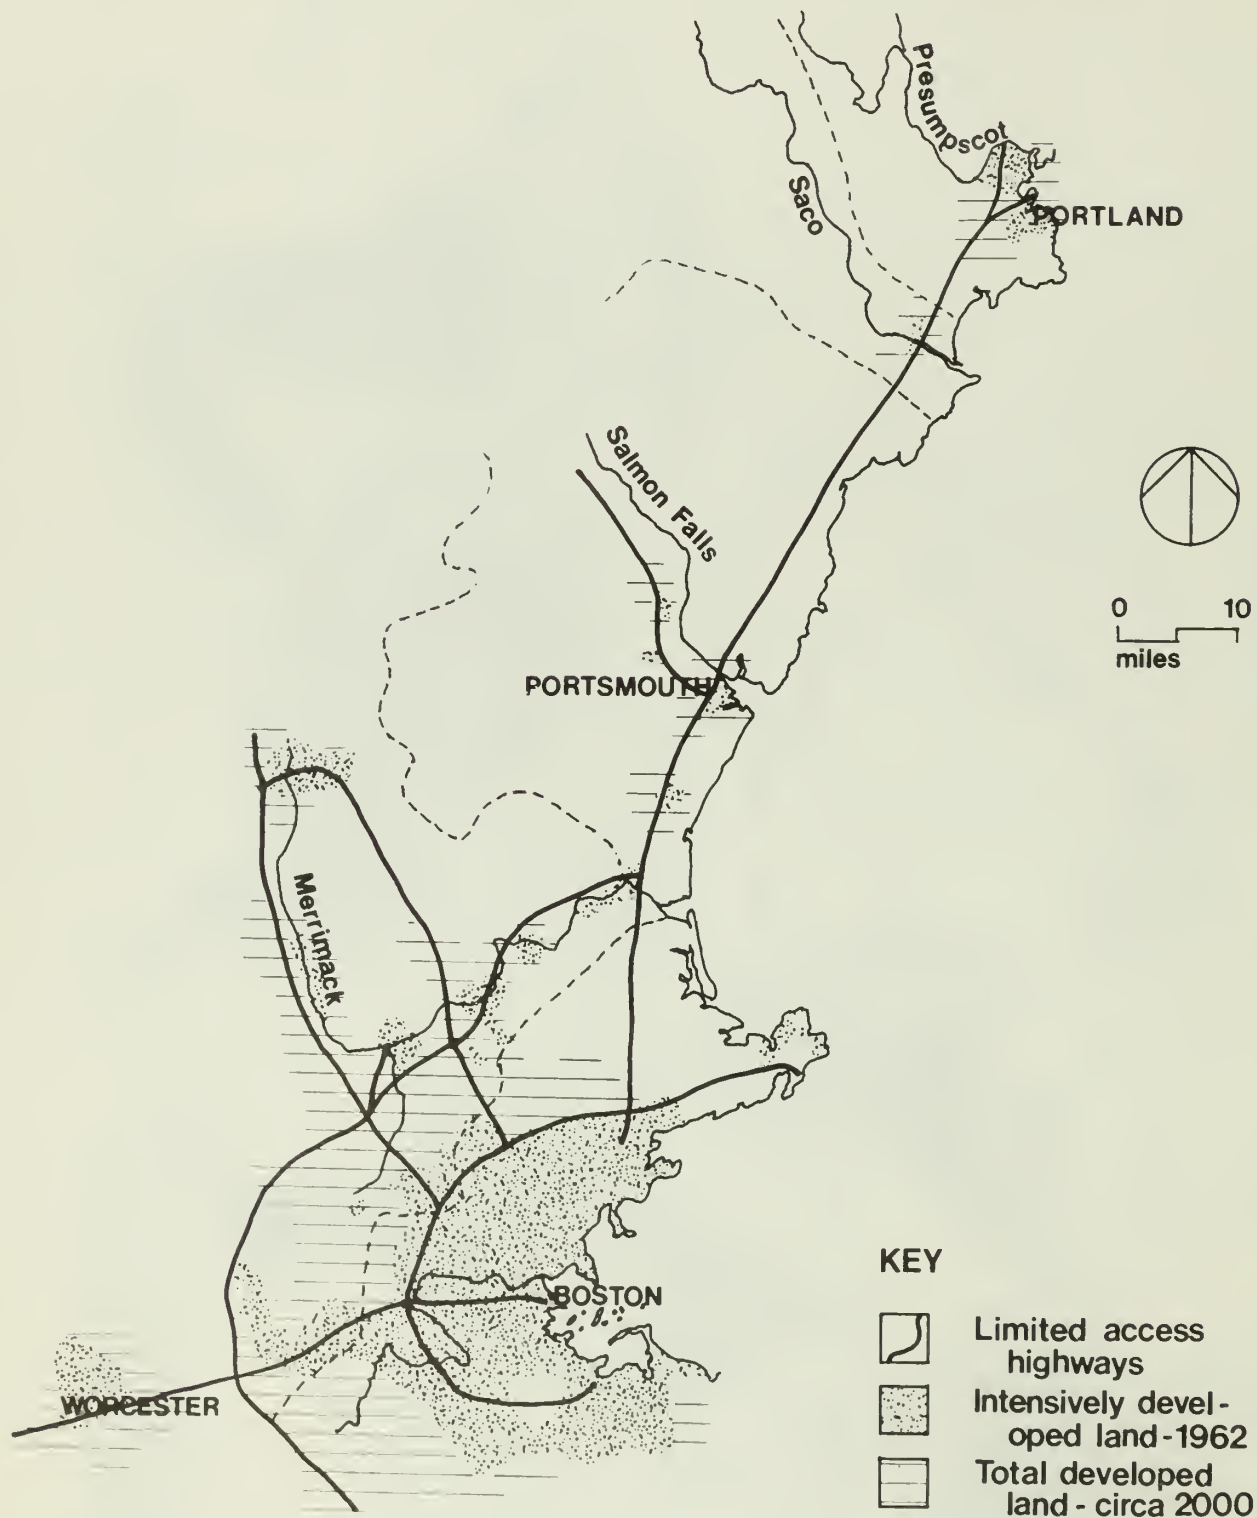 Presumpscot
Saco
PORTLAND
Salmon Falls
0 10
miles
PORTSMOUTH
Merrimack
BOSTON
WORCESTER
KEY
Limited access
highways
Intensively devel-
oped land-1962
Total developed
land - circa 2000